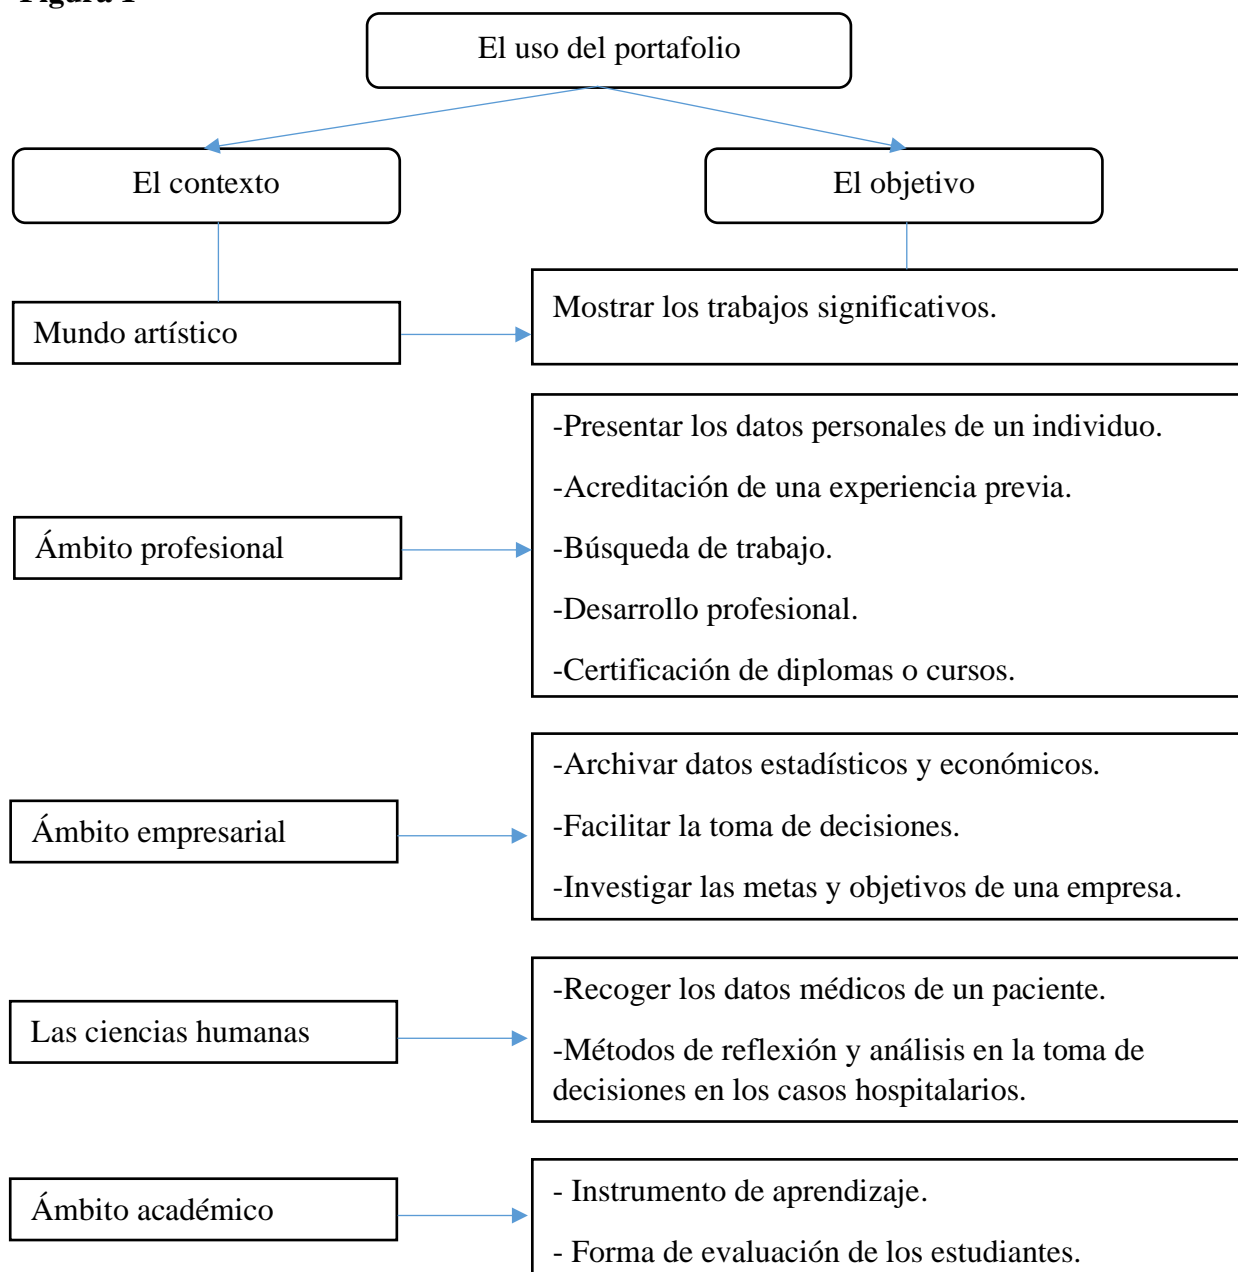 Figura 1
El uso del portafolio
El contexto
El objetivo
Mundo artístico
Mostrar los trabajos significativos.
Ámbito profesional
-Presentar los datos personales de un individuo.
-Acreditación de una experiencia previa.
-Búsqueda de trabajo.
-Desarrollo profesional.
-Certificación de diplomas o cursos.
Ámbito empresarial
-Archivar datos estadísticos y económicos.
-Facilitar la toma de decisiones.
-Investigar las metas y objetivos de una empresa.
Las ciencias humanas
-Recoger los datos médicos de un paciente.
-Métodos de reflexión y análisis en la toma de
decisiones en los casos hospitalarios.
Ámbito académico
- Instrumento de aprendizaje.
- Forma de evaluación de los estudiantes.